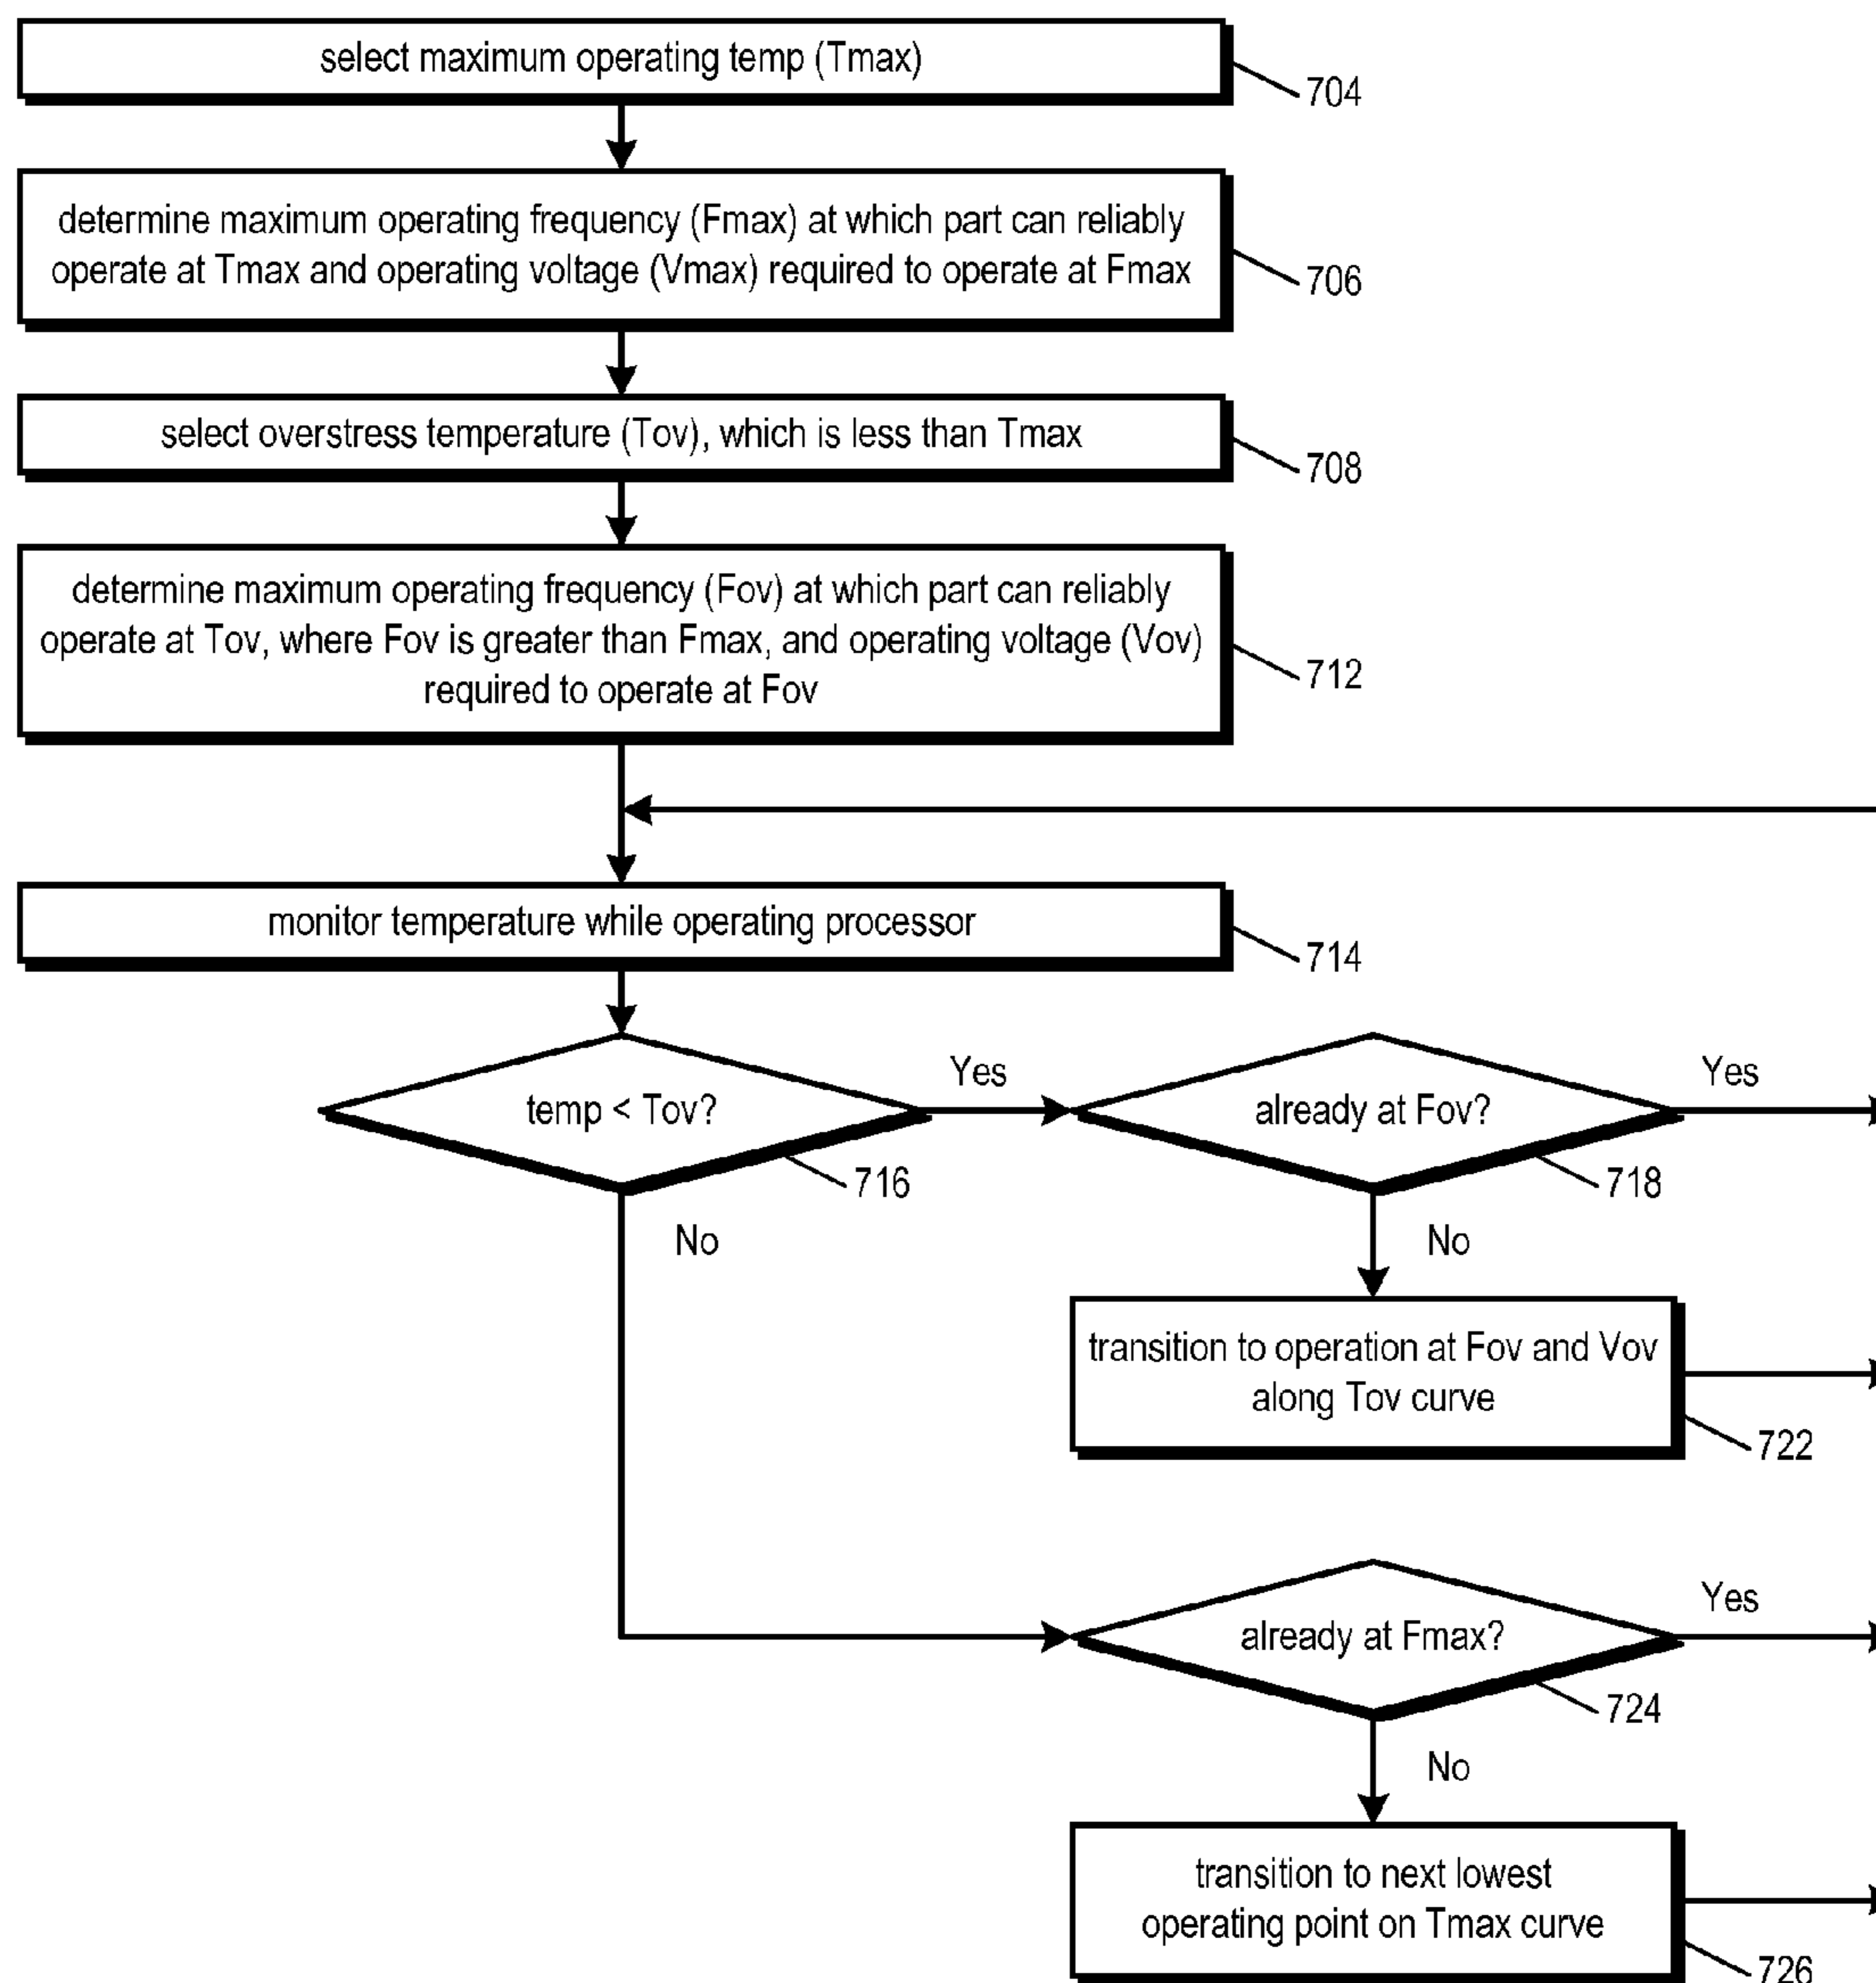 select maximum operating temp (Tmax)
704
determine maximum operating frequency (Fmax) at which part can reliably
operate at Tmax and operating voltage (Vmax) required to operate at Fmax
706
select overstress temperature (Tov), which is less than Tmax
708
determine maximum operating frequency (Fov) at which part can reliably
operate at Tov, where Fov is greater than Fmax, and operating voltage (Vov)
required to operate at Fov
712
monitor temperature while operating processor
714
temp < Tov?
Yes
716
No
already at Fov?
Yes
718
No
transition to operation at Fov and Vov
along Tov curve
722
already at Fmax?
Yes
724
No
transition to next lowest
operating point on Tmax curve
726